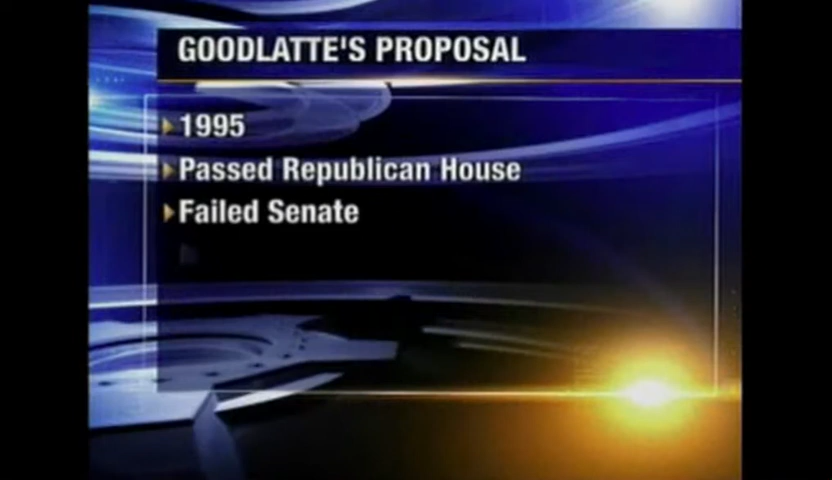 GOODLATTE'S PROPOSAL
1995
Passed Republican House
Failed Senate